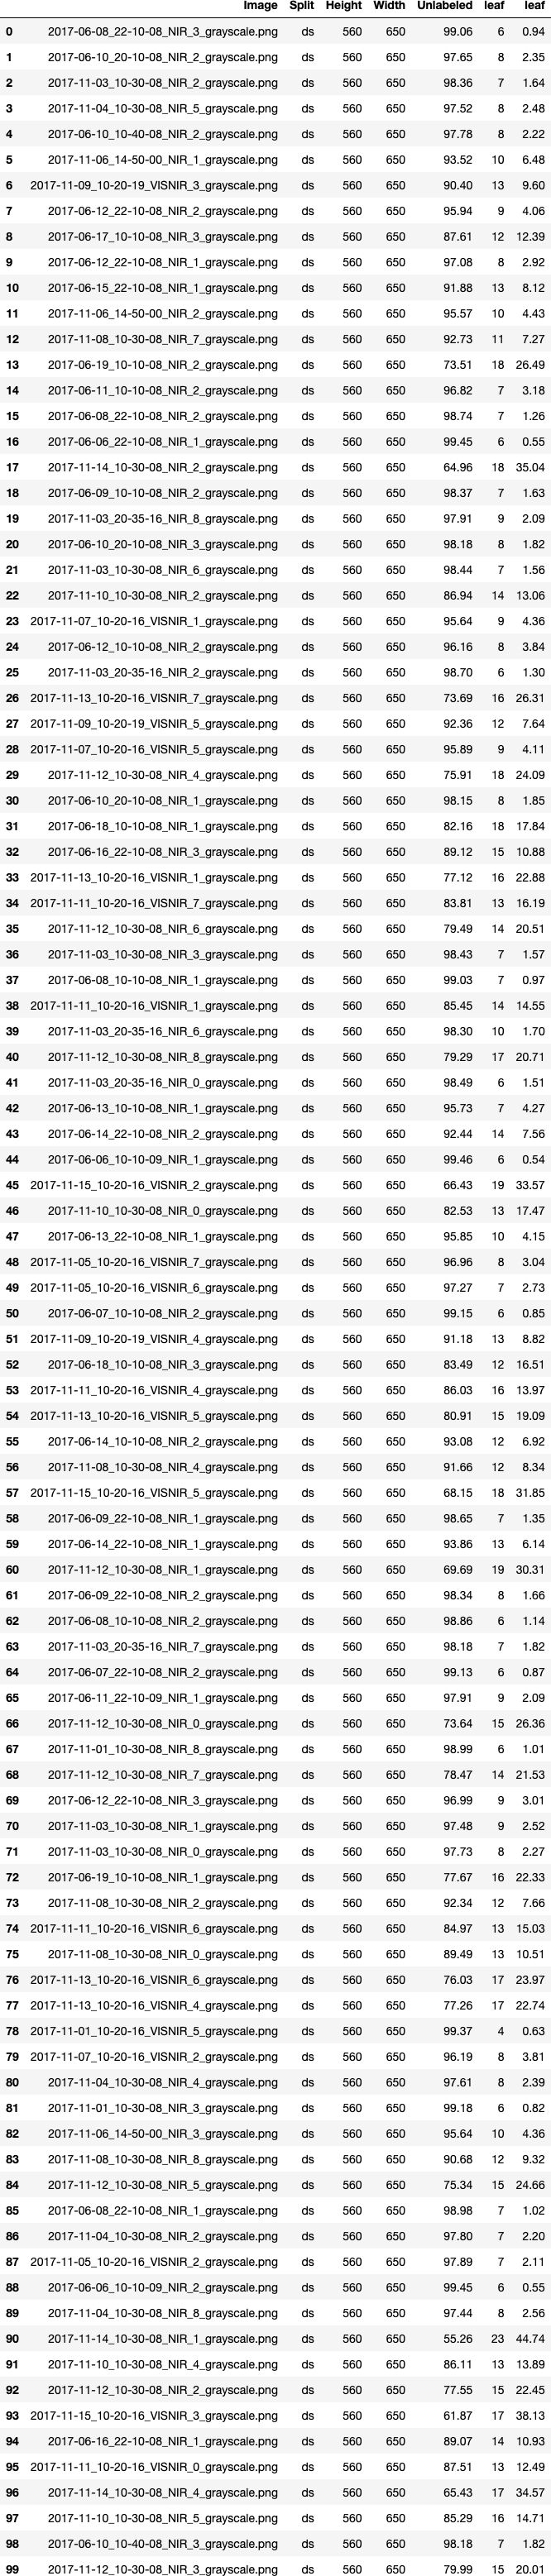 Image Split Height Width Unlabeled leaf leaf
0 2017-06-08_22-10-08_NIR_3_grayscale.png ds 560 650 99.06 6 0.94
1 2017-06-10_20-10-08_NIR_2_grayscale.png ds 560 650 97.65 8 2.35
2 2017-11-03_10-30-08_NIR_2_grayscale.png ds 560 650 98.36 7 1.64
3 2017-11-04_10-30-08_NIR_5_grayscale.png ds 560 650 97.52 8 2.48
4 2017-06-10_10-40-08_NIR_2_grayscale.png ds 560 650 97.78 8 2.22
5 2017-11-06_14-50-00_NIR_1_grayscale.png ds 560 650 93.52 10 6.48
6 2017-11-09_10-20-19_VISNIR_3_grayscale.png ds 560 650 90.40 13 9.60
7 2017-06-12_22-10-08_NIR_2_grayscale.png ds 560 650 95.94 9 4.06
8 2017-06-17_10-10-08_NIR_3_grayscale.png ds 560 650 87.61 12 12.39
9 2017-06-12_22-10-08_NIR_1_grayscale.png ds 560 650 97.08 8 2.92
10 2017-06-15_22-10-08_NIR_1_grayscale.png ds 560 650 91.88 13 8.12
11 2017-11-06_14-50-00_NIR_2_grayscale.png ds 560 650 95.57 10 4.43
12 2017-11-08_10-30-08_NIR_7_grayscale.png ds 560 650 92.73 11 7.27
13 2017-06-19_10-10-08_NIR_2_grayscale.png ds 560 650 73.51 18 26.49
14 2017-06-11_10-10-08_NIR_2_grayscale.png ds 560 650 96.82 7 3.18
15 2017-06-08_22-10-08_NIR_2_grayscale.png ds 560 650 98.74 7 1.26
16 2017-06-06_22-10-08_NIR_1_grayscale.png ds 560 650 99.45 6 0.55
17 2017-11-14_10-30-08_NIR_2_grayscale.png ds 560 650 64.96 18 35.04
18 2017-06-09_10-10-08_NIR_2_grayscale.png ds 560 650 98.37 7 1.63
19 2017-11-03_20-35-16_NIR_8_grayscale.png ds 560 650 97.91 9 2.09
20 2017-06-10_20-10-08_NIR_3_grayscale.png ds 560 650 98.18 8 1.82
21 2017-11-03_10-30-08_NIR_6_grayscale.png ds 560 650 98.44 7 1.56
22 2017-11-10_10-30-08_NIR_2_grayscale.png ds 560 650 86.94 14 13.06
23 2017-11-07_10-20-16_VISNIR_1_grayscale.png ds 560 650 95.64 9 4.36
24 2017-06-12_10-10-08_NIR_2_grayscale.png ds 560 650 96.16 8 3.84
25 2017-11-03_20-35-16_NIR_2_grayscale.png ds 560 650 98.70 6 1.30
26 2017-11-13_10-20-16_VISNIR_7_grayscale.png ds 560 650 73.69 16 26.31
27 2017-11-09_10-20-19_VISNIR_5_grayscale.png ds 560 650 92.36 12 7.64
28 2017-11-07_10-20-16_VISNIR_5_grayscale.png ds 560 650 95.89 9 4.11
29 2017-11-12_10-30-08_NIR_4_grayscale.png ds 560 650 75.91 18 24.09
30 2017-06-10_20-10-08_NIR_1_grayscale.png ds 560 650 98.15 8 1.85
31 2017-06-18_10-10-08_NIR_1_grayscale.png ds 560 650 82.16 18 17.84
32 2017-06-16_22-10-08_NIR_3_grayscale.png ds 560 650 89.12 15 10.88
33 2017-11-13_10-20-16_VISNIR_1_grayscale.png ds 560 650 77.12 16 22.88
34 2017-11-11_10-20-16_VISNIR_7_grayscale.png ds 560 650 83.81 13 16.19
35 2017-11-12_10-30-08_NIR_6_grayscale.png ds 560 650 79.49 14 20.51
36 2017-11-03_10-30-08_NIR_3_grayscale.png ds 560 650 98.43 7 1.57
37 2017-06-08_10-10-08_NIR_1_grayscale.png ds 560 650 99.03 7 0.97
38 2017-11-11_10-20-16_VISNIR_1_grayscale.png ds 560 650 85.45 14 14.55
39 2017-11-03_20-35-16_NIR_6_grayscale.png ds 560 650 98.30 10 1.70
40 2017-11-12_10-30-08_NIR_8_grayscale.png ds 560 650 79.29 17 20.71
41 2017-11-03_20-35-16_NIR_0_grayscale.png ds 560 650 98.49 6 1.51
42 2017-06-13_10-10-08_NIR_1_grayscale.png ds 560 650 95.73 7 4.27
43 2017-06-14_22-10-08_NIR_2_grayscale.png ds 560 650 92.44 14 7.56
44 2017-06-06_10-10-09_NIR_1_grayscale.png ds 560 650 99.46 6 0.54
45 2017-11-15_10-20-16_VISNIR_2_grayscale.png ds 560 650 66.43 19 33.57
46 2017-11-10_10-30-08_NIR_0_grayscale.png ds 560 650 82.53 13 17.47
47 2017-06-13_22-10-08_NIR_1_grayscale.png ds 560 650 95.85 10 4.15
48 2017-11-05_10-20-16_VISNIR_7_grayscale.png ds 560 650 96.96 8 3.04
49 2017-11-05_10-20-16_VISNIR_6_grayscale.png ds 560 650 97.27 7 2.73
50 2017-06-07_10-10-08_NIR_2_grayscale.png ds 560 650 99.15 6 0.85
51 2017-11-09_10-20-19_VISNIR_4_grayscale.png ds 560 650 91.18 13 8.82
52 2017-06-18_10-10-08_NIR_3_grayscale.png ds 560 650 83.49 12 16.51
53 2017-11-11_10-20-16_VISNIR_4_grayscale.png ds 560 650 86.03 16 13.97
54 2017-11-13_10-20-16_VISNIR_5_grayscale.png ds 560 650 80.91 15 19.09
55 2017-06-14_10-10-08_NIR_2_grayscale.png ds 560 650 93.08 12 6.92
56 2017-11-08_10-30-08_NIR_4_grayscale.png ds 560 650 91.66 12 8.34
57 2017-11-15_10-20-16_VISNIR_5_grayscale.png ds 560 650 68.15 18 31.85
58 2017-06-09_22-10-08_NIR_1_grayscale.png ds 560 650 98.65 7 1.35
59 2017-06-14_22-10-08_NIR_1_grayscale.png ds 560 650 93.86 13 6.14
60 2017-11-12_10-30-08_NIR_1_grayscale.png ds 560 650 69.69 19 30.31
61 2017-06-09_22-10-08_NIR_2_grayscale.png ds 560 650 98.34 8 1.66
62 2017-06-08_10-10-08_NIR_2_grayscale.png ds 560 650 98.86 6 1.14
63 2017-11-03_20-35-16_NIR_7_grayscale.png ds 560 650 98.18 7 1.82
64 2017-06-07_22-10-08_NIR_2_grayscale.png ds 560 650 99.13 6 0.87
65 2017-06-11_22-10-09_NIR_1_grayscale.png ds 560 650 97.91 9 2.09
66 2017-11-12_10-30-08_NIR_0_grayscale.png ds 560 650 73.64 15 26.36
67 2017-11-01_10-30-08_NIR_8_grayscale.png ds 560 650 98.99 6 1.01
68 2017-11-12_10-30-08_NIR_7_grayscale.png ds 560 650 78.47 14 21.53
69 2017-06-12_22-10-08_NIR_3_grayscale.png ds 560 650 96.99 9 3.01
70 2017-11-03_10-30-08_NIR_1_grayscale.png ds 560 650 97.48 9 2.52
71 2017-11-03_10-30-08_NIR_0_grayscale.png ds 560 650 97.73 8 2.27
72 2017-06-19_10-10-08_NIR_1_grayscale.png ds 560 650 77.67 16 22.33
73 2017-11-08_10-30-08_NIR_2_grayscale.png ds 560 650 92.34 12 7.66
74 2017-11-11_10-20-16_VISNIR_6_grayscale.png ds 560 650 84.97 13 15.03
75 2017-11-08_10-30-08_NIR_0_grayscale.png ds 560 650 89.49 13 10.51
76 2017-11-13_10-20-16_VISNIR_6_grayscale.png ds 560 650 76.03 17 23.97
77 2017-11-13_10-20-16_VISNIR_4_grayscale.png ds 560 650 77.26 17 22.74
78 2017-11-01_10-20-16_VISNIR_5_grayscale.png ds 560 650 99.37 4 0.63
79 2017-11-07_10-20-16_VISNIR_2_grayscale.png ds 560 650 96.19 8 3.81
80 2017-11-04_10-30-08_NIR_4_grayscale.png ds 560 650 97.61 8 2.39
81 2017-11-01_10-30-08_NIR_3_grayscale.png ds 560 650 99.18 6 0.82
82 2017-11-06_14-50-00_NIR_3_grayscale.png ds 560 650 95.64 10 4.36
83 2017-11-08_10-30-08_NIR_8_grayscale.png ds 560 650 90.68 12 9.32
84 2017-11-12_10-30-08_NIR_5_grayscale.png ds 560 650 75.34 15 24.66
85 2017-06-08_22-10-08_NIR_1_grayscale.png ds 560 650 98.98 7 1.02
86 2017-11-04_10-30-08_NIR_2_grayscale.png ds 560 650 97.80 7 2.20
87 2017-11-05_10-20-16_VISNIR_2_grayscale.png ds 560 650 97.89 7 2.11
88 2017-06-06_10-10-09_NIR_2_grayscale.png ds 560 650 99.45 6 0.55
89 2017-11-04_10-30-08_NIR_8_grayscale.png ds 560 650 97.44 8 2.56
90 2017-11-14_10-30-08_NIR_1_grayscale.png ds 560 650 55.26 23 44.74
91 2017-11-10_10-30-08_NIR_4_grayscale.png ds 560 650 86.11 13 13.89
92 2017-11-12_10-30-08_NIR_2_grayscale.png ds 560 650 77.55 15 22.45
93 2017-11-15_10-20-16_VISNIR_3_grayscale.png ds 560 650 61.87 17 38.13
94 2017-06-16_22-10-08_NIR_1_grayscale.png ds 560 650 89.07 14 10.93
95 2017-11-11_10-20-16_VISNIR_0_grayscale.png ds 560 650 87.51 13 12.49
96 2017-11-14_10-30-08_NIR_4_grayscale.png ds 560 650 65.43 17 34.57
97 2017-11-10_10-30-08_NIR_5_grayscale.png ds 560 650 85.29 16 14.71
98 2017-06-10_10-40-08_NIR_3_grayscale.png ds 560 650 98.18 7 1.82
99 2017-11-12_10-30-08_NIR_3_grayscale.png ds 560 650 79.99 15 20.01